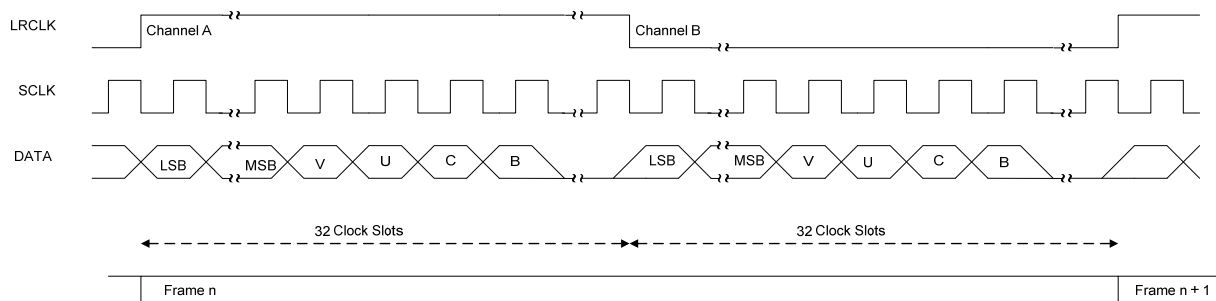 LRCLK
Channel A
Channel B
SCLK
DATA
LSB MSB V U C B LSB MSB V U C B
32 Clock Slots 32 Clock Slots
Frame n Frame n + 1